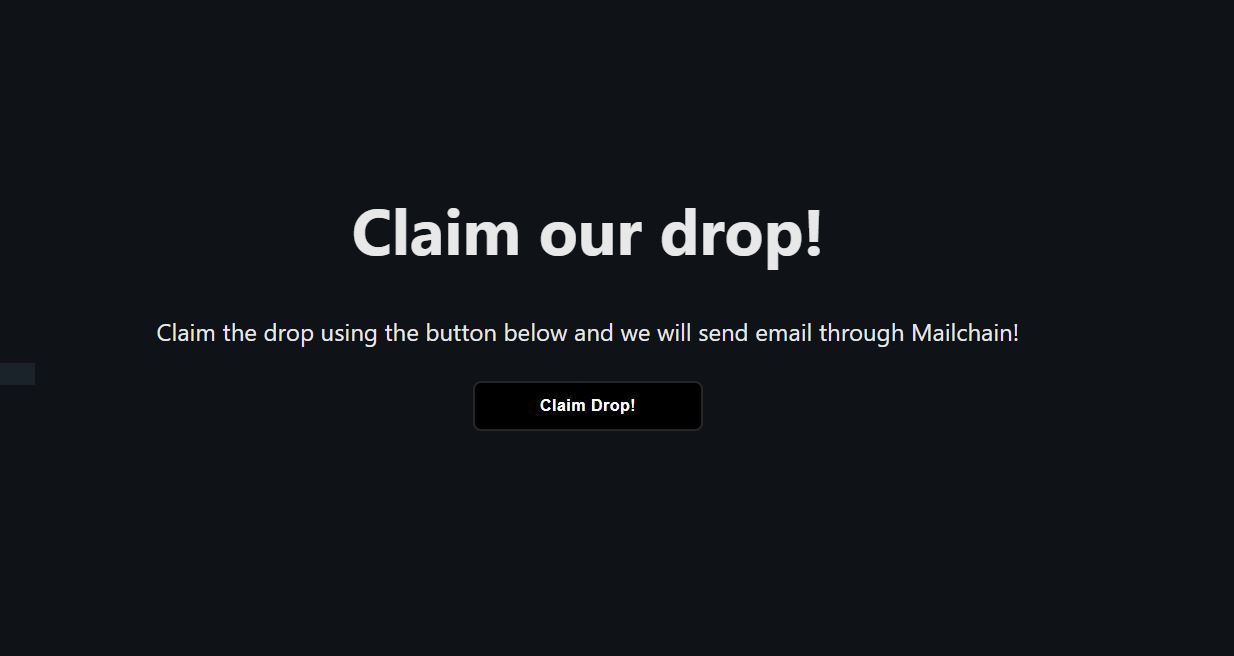 Claim our drop!
Claim the drop using the button below and we will send email through Mailchain!
Claim Drop!